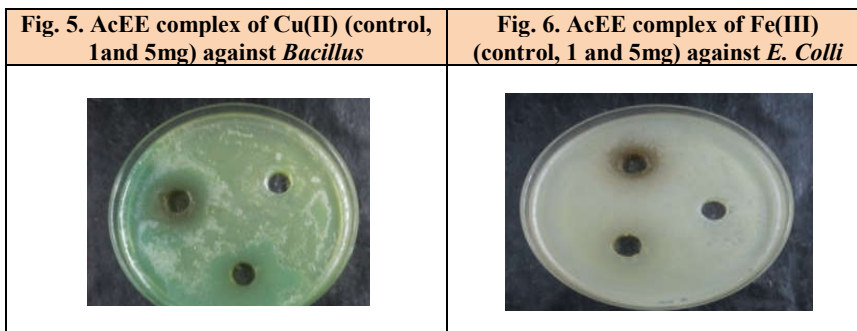 Fig. 5. AcEE complex of Cu(II) (control,
1and 5mg) against Bacillus
Fig. 6. AcEE complex of Fe(III)
(control, 1 and 5mg) against E. Colli